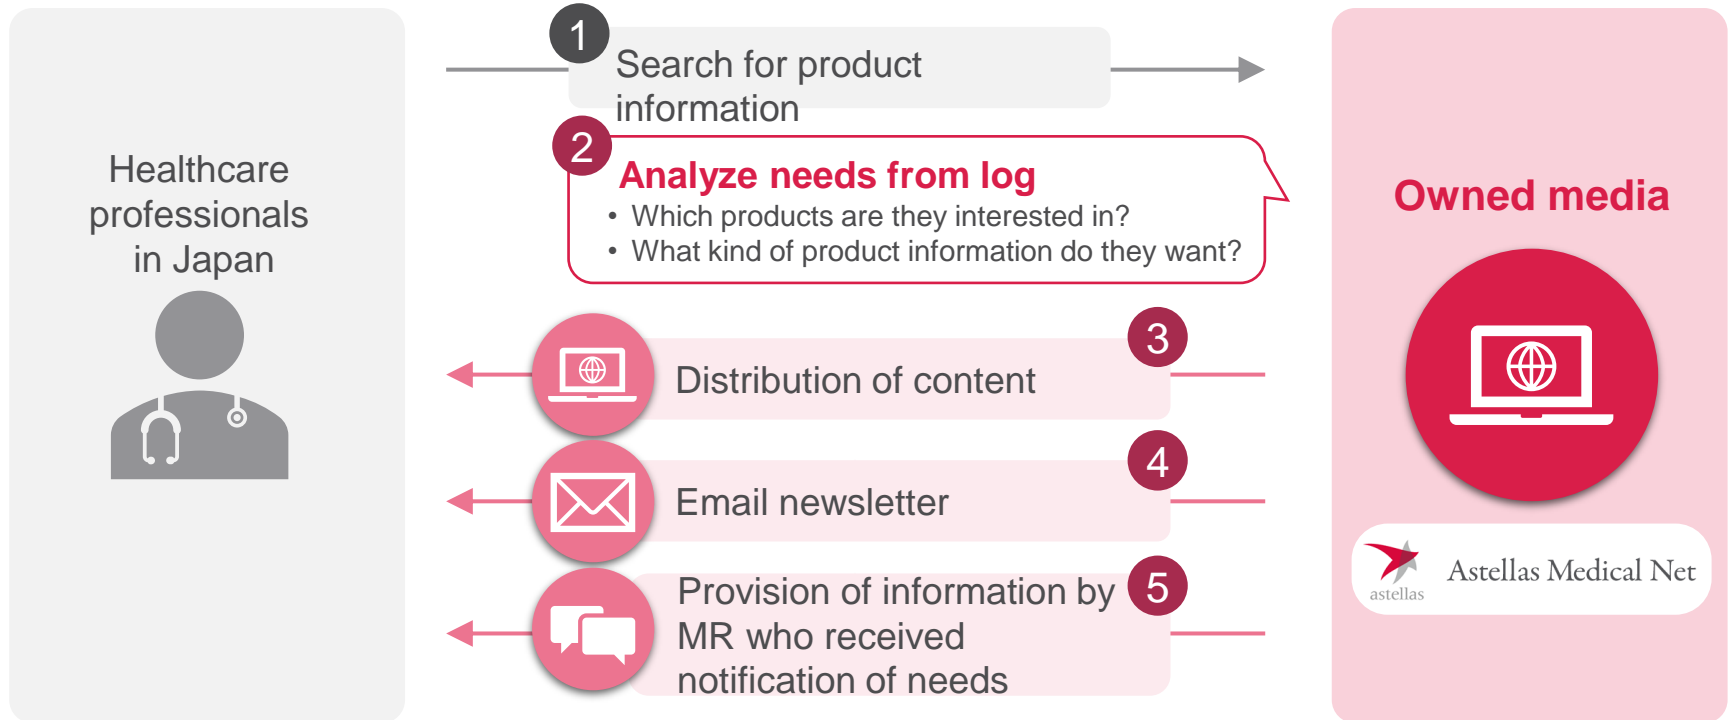 Healthcare
professionals
in Japan
1
Search for product
information
2
Analyze needs from log
• Which products are they interested in?
• What kind of product information do they want?
3
Distribution of content
4
Email newsletter
5
Provision of information by
MR who received
notification of needs
Owned media
astellas
Astellas Medical Net